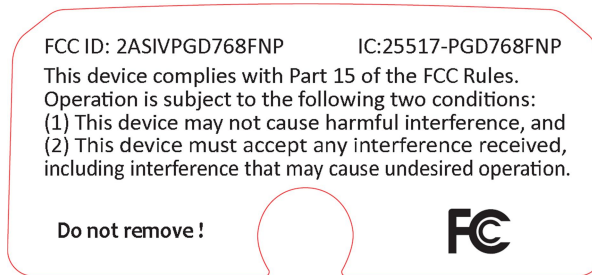 FCC ID: 2ASIVPGD768FNP IC:25517-PGD768FNP
This device complies with Part 15 of the FCC Rules.
Operation is subject to the following two conditions:
(1) This device may not cause harmful interference, and
(2) This device must accept any interference received,
including interference that may cause undesired operation.
Do not remove! FC